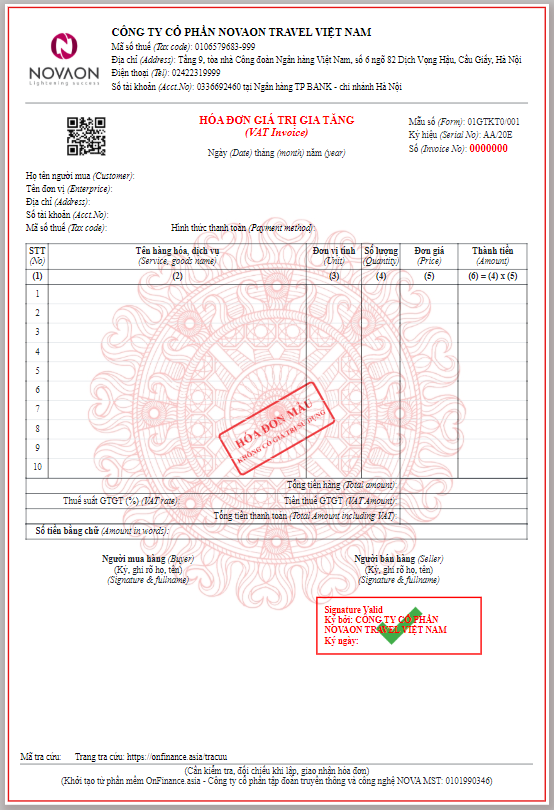 CÔNG TY CỔ PHẦN NOVAON TRAVEL VIỆT NAM
Mã số thuế (Tax code): 0106579683-999
Địa chỉ (Address): Tầng 9, tòa nhà Công đoàn Ngân hàng Việt Nam, số 6 ngõ 82 Dịch Vọng Hậu, Cầu Giấy, Hà Nội
Điện thoại (Tel): 02422319999
Số tài khoản (Acct.No): 0336692460 tại Ngân hàng TP BANK - chi nhánh Hà Nội
NOVAON
Lightening success
HÓA ĐƠN GIÁ TRỊ GIA TĂNG
(VAT Invoice)
Ngày (Date) tháng (month) năm (year)
Mẫu số (Form): 01GTKT0/001
Ký hiệu (Serial No): AA/20E
Số (Invoice No): 0000000
Họ tên người mua (Customer):
Tên đơn vị (Enterprice):
Địa chỉ (Address):
Số tài khoản (Acct.No):
Mã số thuế (Tax code): Hình thức thanh toán (Payment method):
STT Tên hàng hóa, dịch vụ Đơn vị tính Số lượng Đơn giá Thành tiền
(No) (Service, goods name) (Unit) (Quantity) (Price) (Amount)
(1) (2) (3) (4) (5) (6) = (4) x (5)
1
2
3
4
5
6
7
8
9
10
HÓA ĐƠN MẪU
KHÔNG CÓ GIÁ TRỊ SỬ DỤNG
Tổng tiền hàng (Total amount):
Thuế suất GTGT (%) (VAT rate): Tiền thuế GTGT (VAT Amount):
Tổng tiền thanh toán (Total Amount including VAT):
Số tiền bằng chữ (Amount in words):
Người mua hàng (Buyer) Người bán hàng (Seller)
(Ký, ghi rõ họ, tên) (Ký, ghi rõ họ, tên)
(Signature & fullname) (Signature & fullname)
Signature Valid
Ký bởi: CÔNG TY CỔ PHẦN
NOVAON TRAVEL VIỆT NAM
Ký ngày:
Mã tra cứu: Trang tra cứu: https://onfinance.asia/tracuu
(Cần kiểm tra, đối chiếu khi lập, giao nhận hóa đơn)
(Khởi tạo từ phần mềm OnFinance.asia - Công ty cổ phần tập đoàn truyền thông và công nghệ NOVA MST: 0101990346)